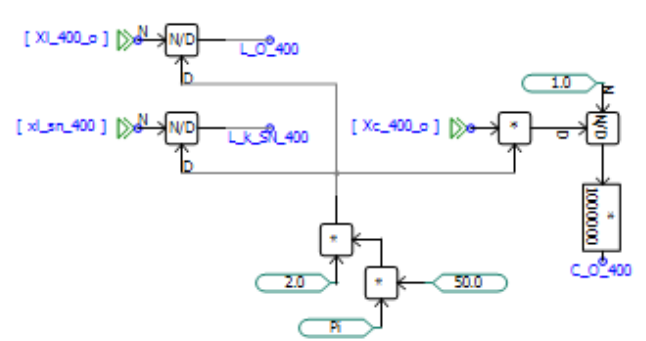 [ Xl_400_o ] N N/D L_O_400
D
1.0
N
[ xl_sn_400 ] N N/D L_k_SN_400
[ Xc_400_o ] * D N/D
D
* 1000000
C_O_400
*
2.0 * 50.0
Pi